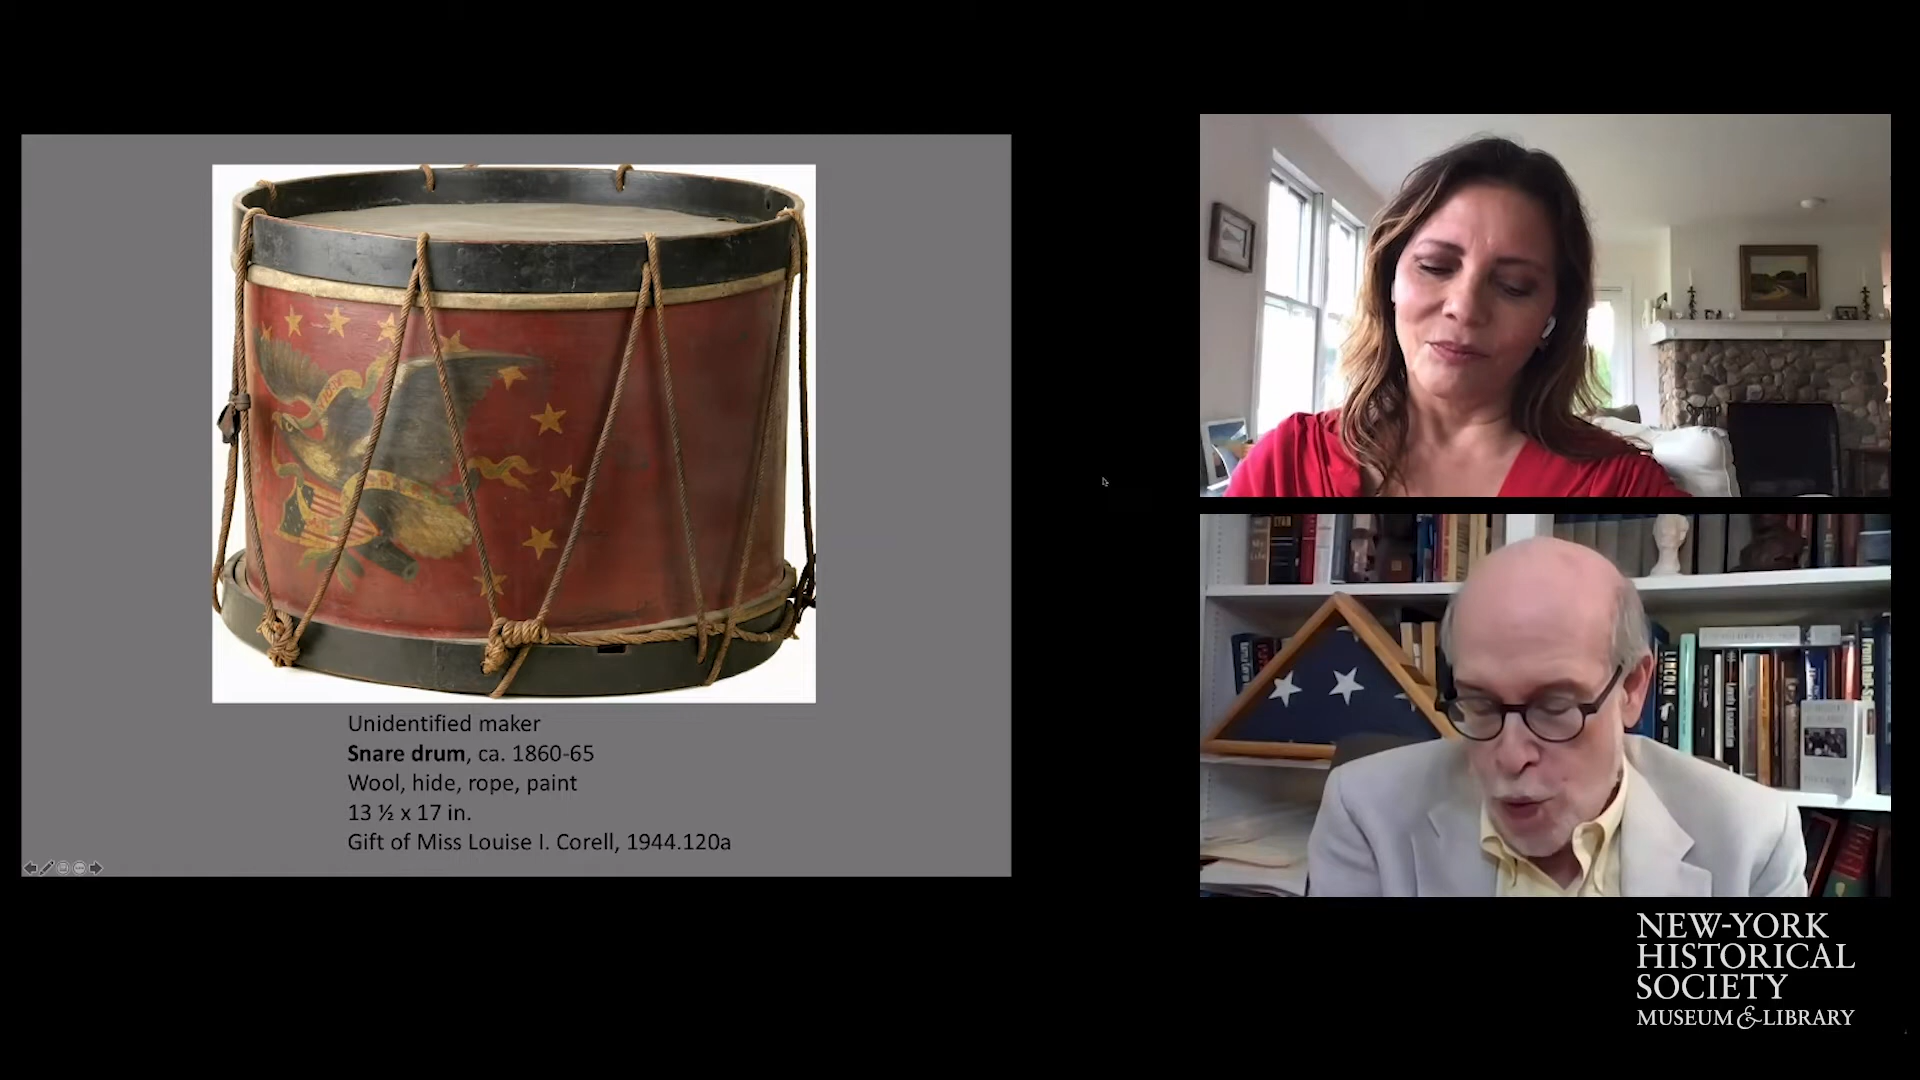 Unidentified maker
Snare drum, ca. 1860-65
Wool, hide, rope, paint
13 ½ x 17 in.
Gift of Miss Louise I. Corell, 1944.120a
LINCOLN
NEW-YORK
HISTORICAL
SOCIETY
MUSEUM & LIBRARY